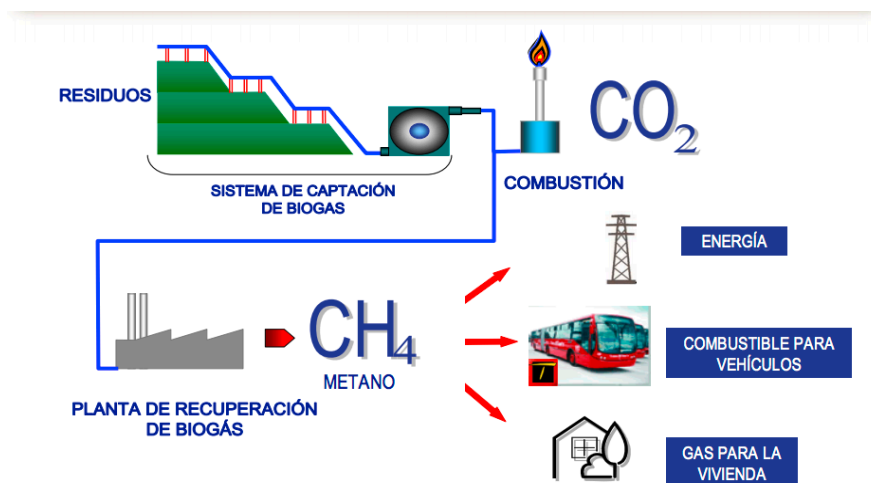 RESIDUOS
SISTEMA DE CAPTACIÓN
DE BIOGAS
COMBUSTIÓN
CO2
ENERGÍA
CH4
METANO
COMBUSTIBLE PARA
VEHÍCULOS
PLANTA DE RECUPERACIÓN
DE BIOGÁS
GAS PARA LA
VIVIENDA